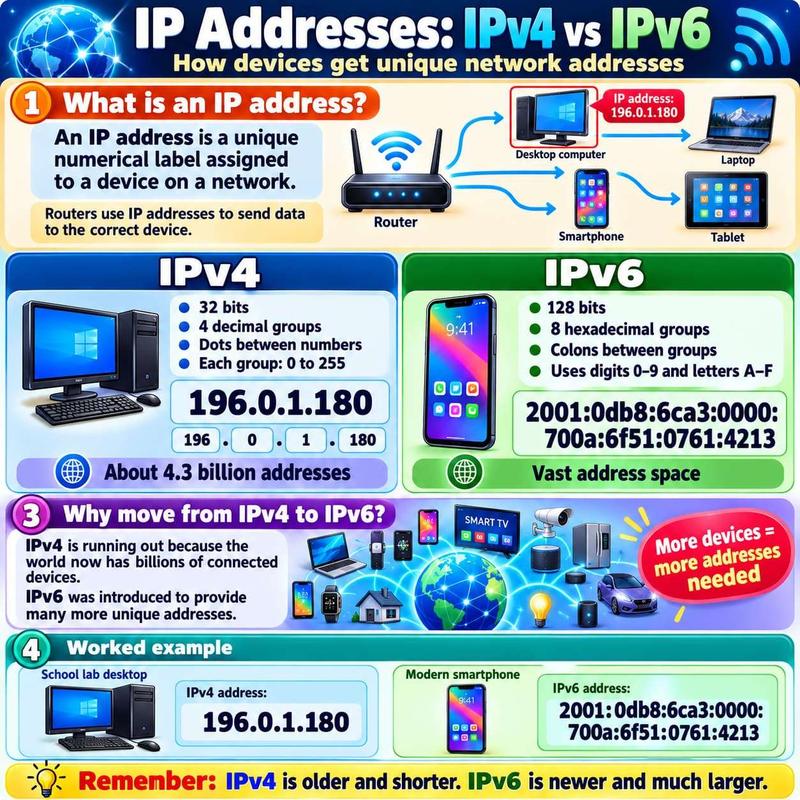 IP Addresses: IPv4 vs IPv6
How devices get unique network addresses
1 What is an IP address?
An IP address is a unique
numerical label assigned
to a device on a network.
Routers use IP addresses to send data
to the correct device.
Router
IP address:
196.0.1.180
Desktop computer
Laptop
Smartphone
Tablet
IPv4
32 bits
4 decimal groups
Dots between numbers
Each group: 0 to 255
196.0.1.180
196 . 0 . 1 . 180
About 4.3 billion addresses
IPv6
9:41
128 bits
8 hexadecimal groups
Colons between groups
Uses digits 0–9 and letters A–F
2001:0db8:6ca3:0000:
700a:6f51:0761:4213
Vast address space
3 Why move from IPv4 to IPv6?
IPv4 is running out because the
world now has billions of connected
devices.
IPv6 was introduced to provide
many more unique addresses.
SMART TV
More devices =
more addresses
needed
4 Worked example
School lab desktop
IPv4 address:
196.0.1.180
Modern smartphone
9:41
IPv6 address:
2001:0db8:6ca3:0000:
700a:6f51:0761:4213
Remenber: IPv4 is older and shorter. IPv6 is newer and much larger.